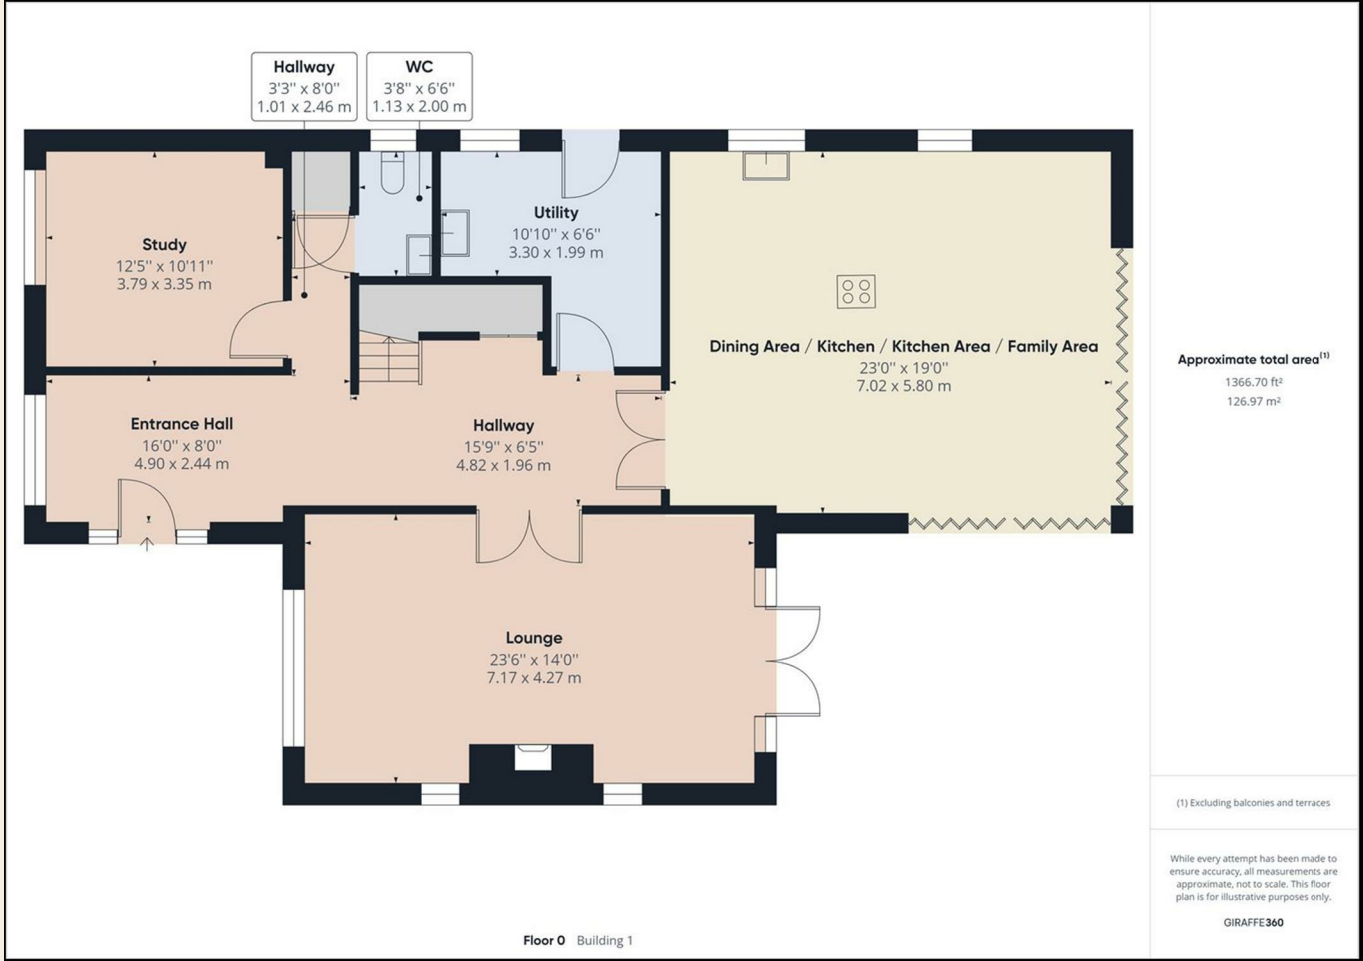 Hallway
3'3'' x 8'0''
1.01 x 2.46 m
WC
3'8'' x 6'6''
1.13 x 2.00 m
Study
12'5'' x 10'11''
3.79 x 3.35 m
Utility
10'10'' x 6'6''
3.30 x 1.99 m
Dining Area / Kitchen / Kitchen Area / Family Area
23'0'' x 19'0''
7.02 x 5.80 m
Entrance Hall
16'0'' x 8'0''
4.90 x 2.44 m
Hallway
15'9'' x 6'5''
4.82 x 1.96 m
Lounge
23'6'' x 14'0''
7.17 x 4.27 m
Approximate total area(1)
1366.70 ft²
126.97 m²
(1) Excluding balconies and terraces
While every attempt has been made to
ensure accuracy, all measurements are
approximate, not to scale. This floor
plan is for illustrative purposes only.
GIRAFFE360
Floor 0 Building 1